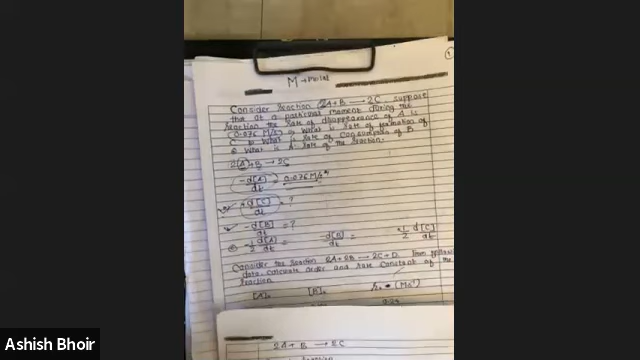 M → molar
Consider reaction 2A+B → 2C, suppose
that at a particular moment during the
reaction the rate of disappearance of A is
(0.076 M/s) a) what is rate of formation of
C b) what is rate of consumption of B
c) what is rate of the reaction.
2A+B → 2C
-d[A]/dt = 0.076 M/s
+d[C]/dt = ?
-d[B]/dt = ?
-1/2 d[A]/dt = -d[B]/dt = +1/2 d[C]/dt
Consider the reaction 2A+2B → 2C+D. From following
data, calculate order and rate constant of the
reaction.
[A]₀ [B]₀
2A+B → 2C
Ashish Bhoir